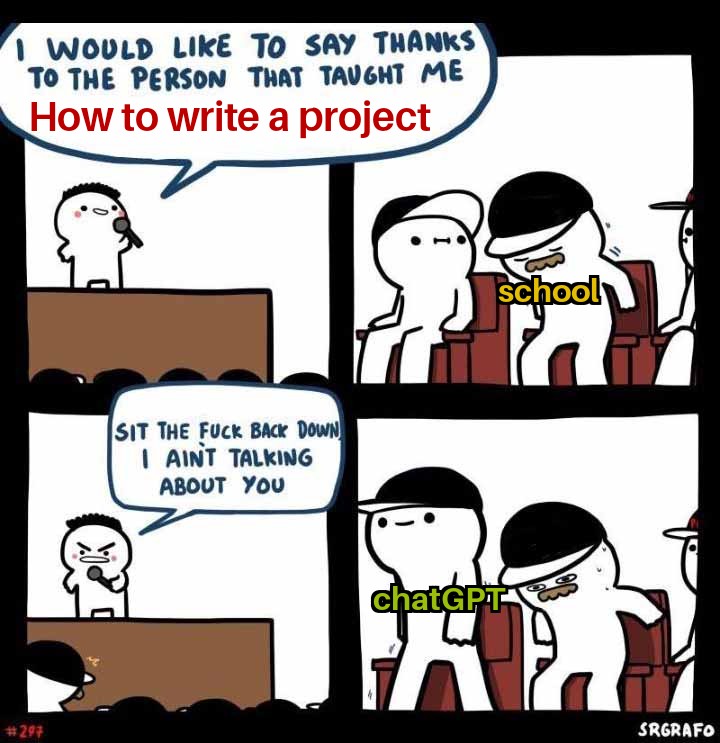 I WOULD LIKE TO SAY THANKS
TO THE PERSON THAT TAUGHT ME
How to write a project
school
SIT THE FUCK BACK DOWN
I AIN'T TALKING
ABOUT YOU
chatGPT
#297
SRGRAFO